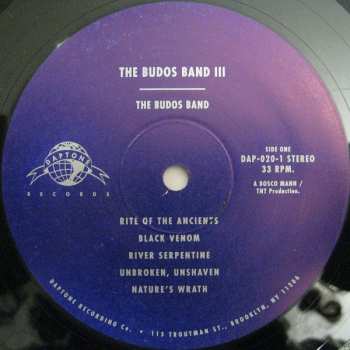 THE BUDOS BAND III
THE BUDOS BAND
DAPTONE
RECORDS
SIDE ONE
DAP-020-1 STEREO
33 RPM.
A BOSCO MANN /
TNT Production.
RITE OF THE ANCIENTS
BLACK VENOM
RIVER SERPENTINE
UNBROKEN, UNSHAVEN
NATURE'S WRATH
DAPTONE RECORDING Co. • 115 TROUTMAN ST., BROOKLYN, NY 11206